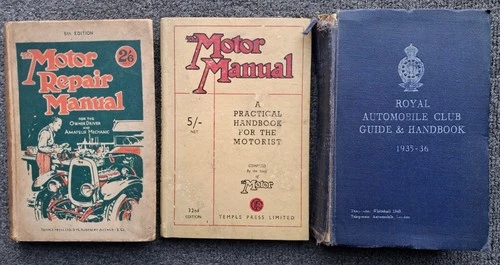 5th EDITION
The
Motor
Repair
Manual
2/6
FOR THE
OWNER DRIVER
AND
AMATEUR MECHANIC
The
Motor
Manual
5/-
NET
A
PRACTICAL
HANDBOOK
FOR THE
MOTORIST
COMPILED
By the Staff
of
The Motor
32nd
EDITION
TEMPLE PRESS LIMITED
ROYAL
AUTOMOBILE CLUB
GUIDE & HANDBOOK
1935-36